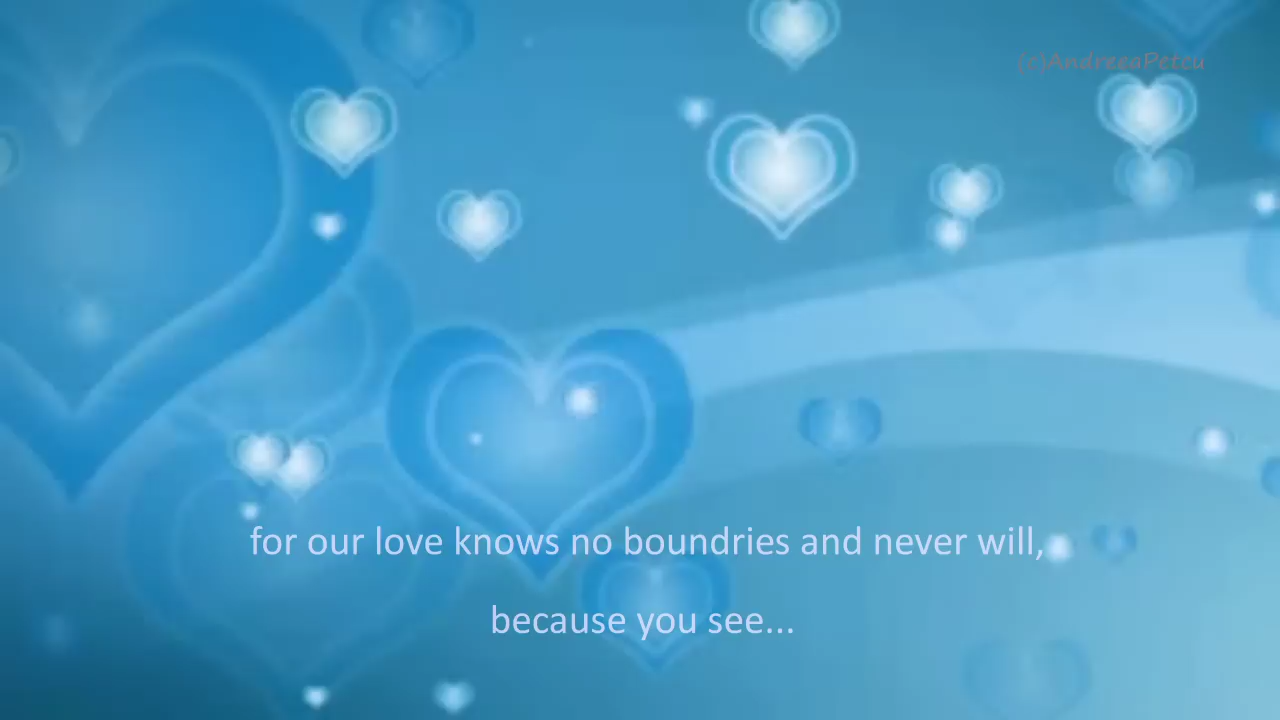 (c)AndreeaPetcu
for our love knows no boundries and never will,
because you see...